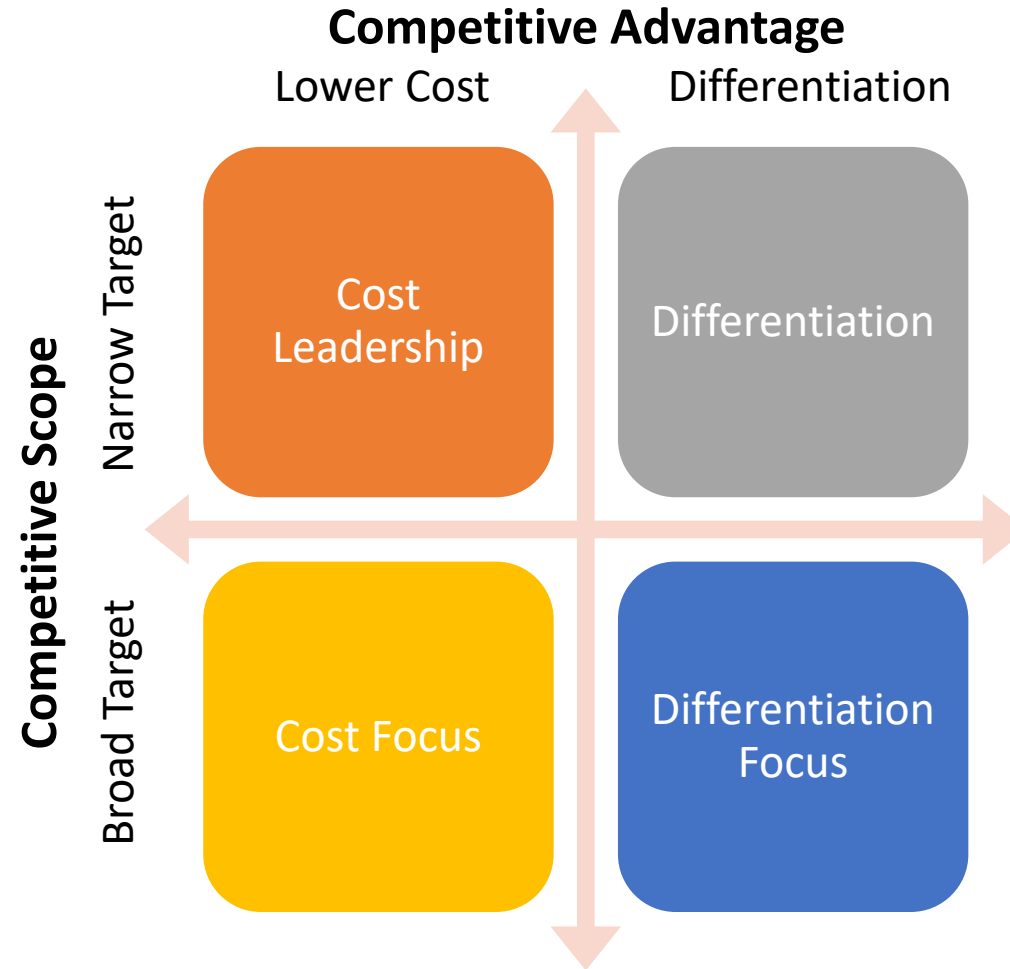 Competitive Advantage
Lower Cost
Differentiation
Competitive Scope
Narrow Target
Cost
Leadership
Differentiation
Broad Target
Cost Focus
Differentiation
Focus